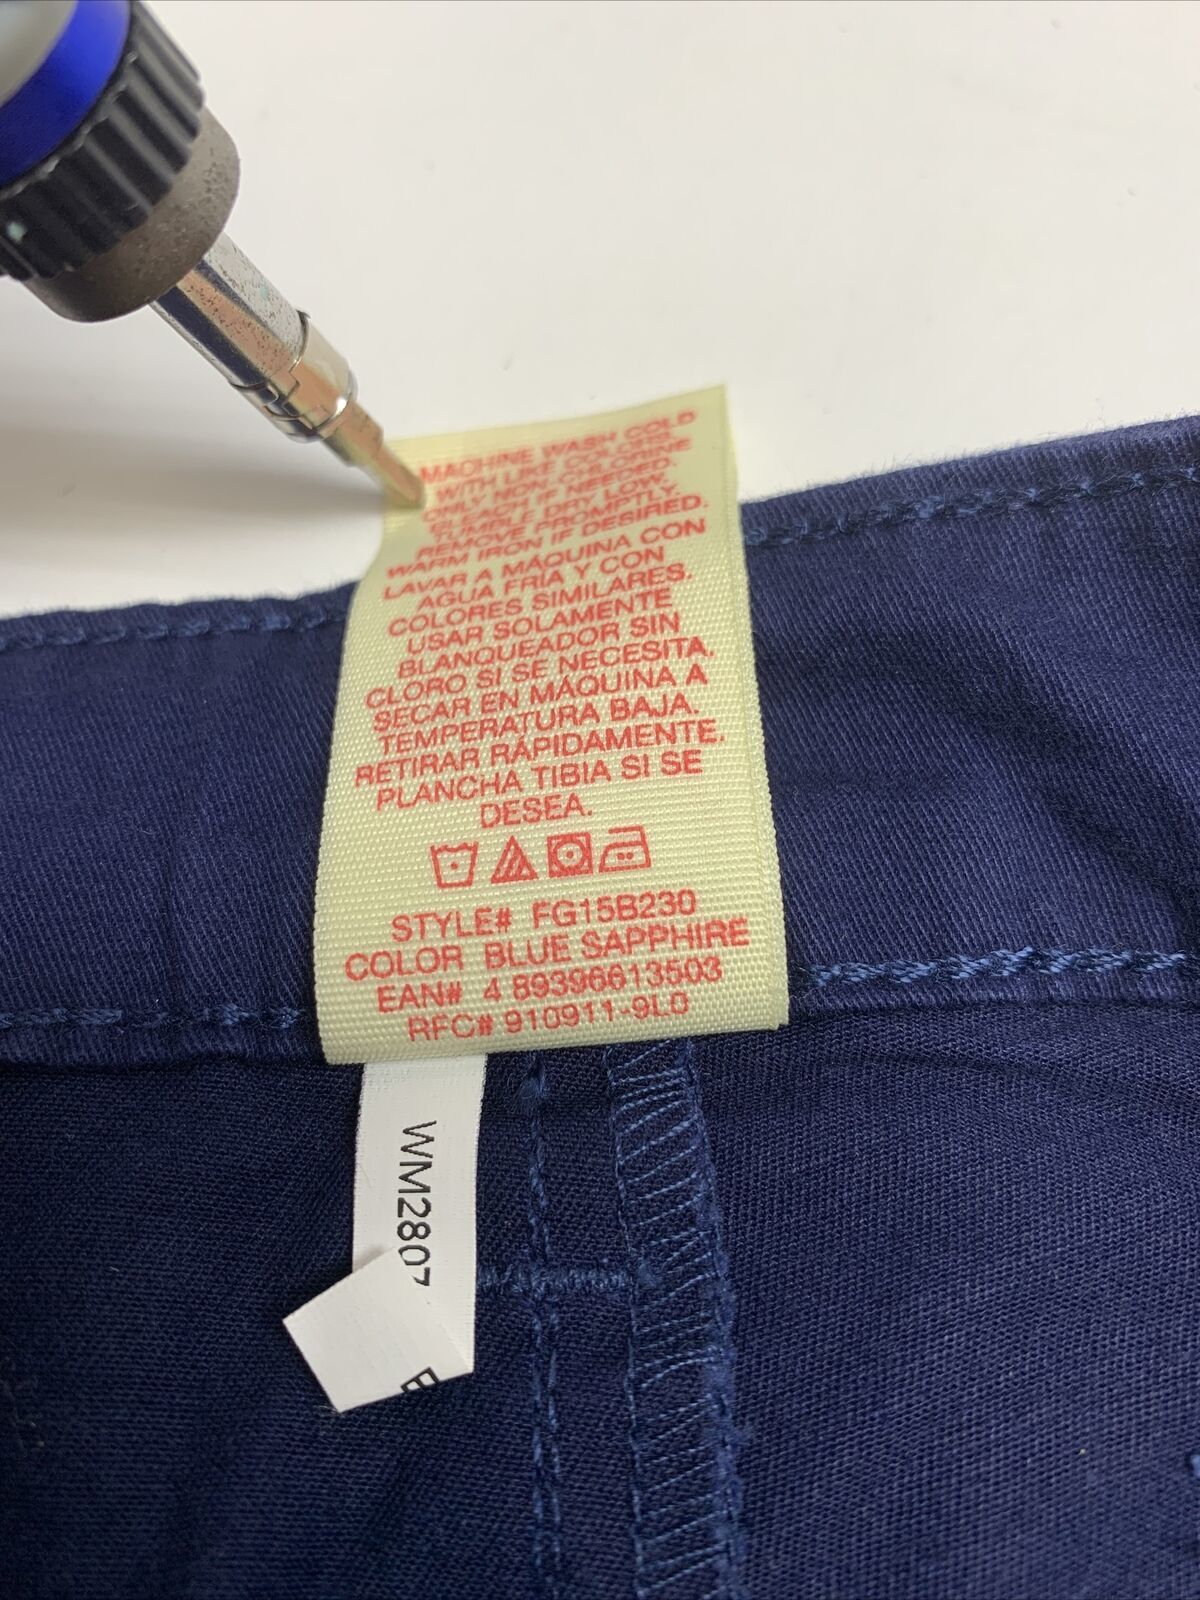 MACHINE WASH COLD
WITH LIKE COLORS.
ONLY NON-CHLORINE
BLEACH IF NEEDED.
TUMBLE DRY LOW.
REMOVE PROMPTLY.
WARM IRON IF DESIRED.
LAVAR A MÁQUINA CON
AGUA FRÍA Y CON
COLORES SIMILARES.
USAR SOLAMENTE
BLANQUEADOR SIN
CLORO SI SE NECESITA.
SECAR EN MÁQUINA A
TEMPERATURA BAJA.
RETIRAR RÁPIDAMENTE.
PLANCHA TIBIA SI SE
DESEA.
STYLE# FG15B230
COLOR BLUE SAPPHIRE
EAN# 4 89396613503
RFC# 910911-9L0
WM2807